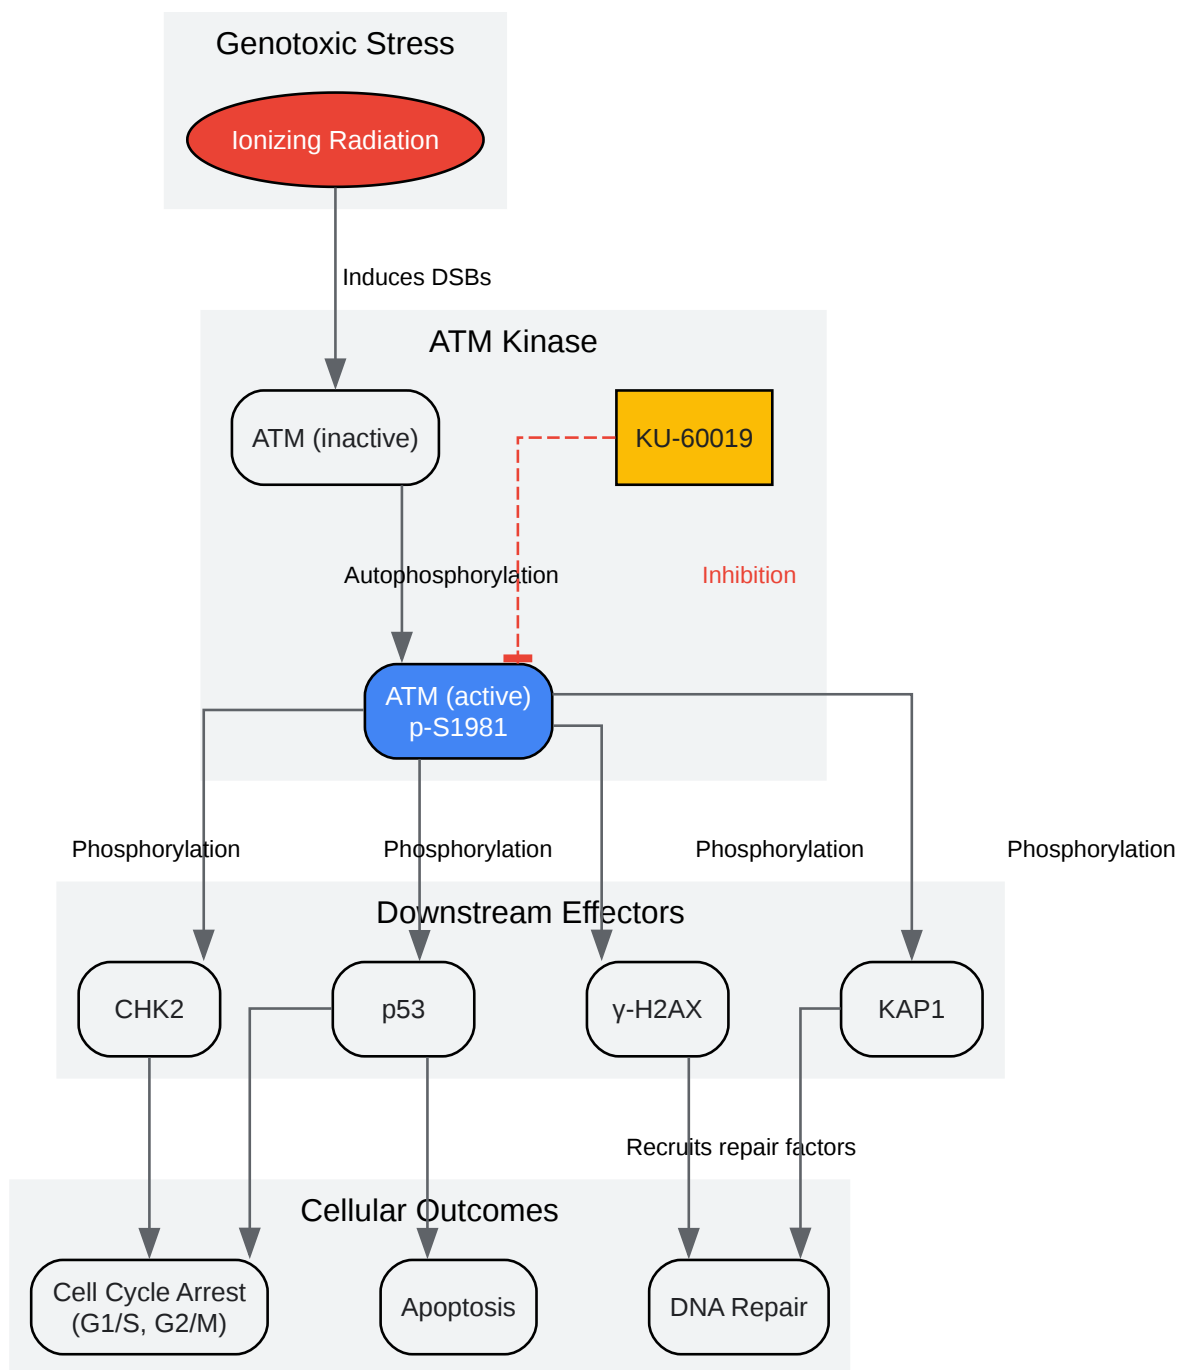 Genotoxic Stress
Ionizing Radiation
Induces DSBs
ATM Kinase
ATM (inactive)
KU-60019
Autophosphorylation
Inhibition
ATM (active)
p-S1981
Phosphorylation
Phosphorylation
Phosphorylation
Phosphorylation
Downstream Effectors
CHK2
p53
γ-H2AX
KAP1
Recruits repair factors
Cellular Outcomes
Cell Cycle Arrest
(G1/S, G2/M)
Apoptosis
DNA Repair